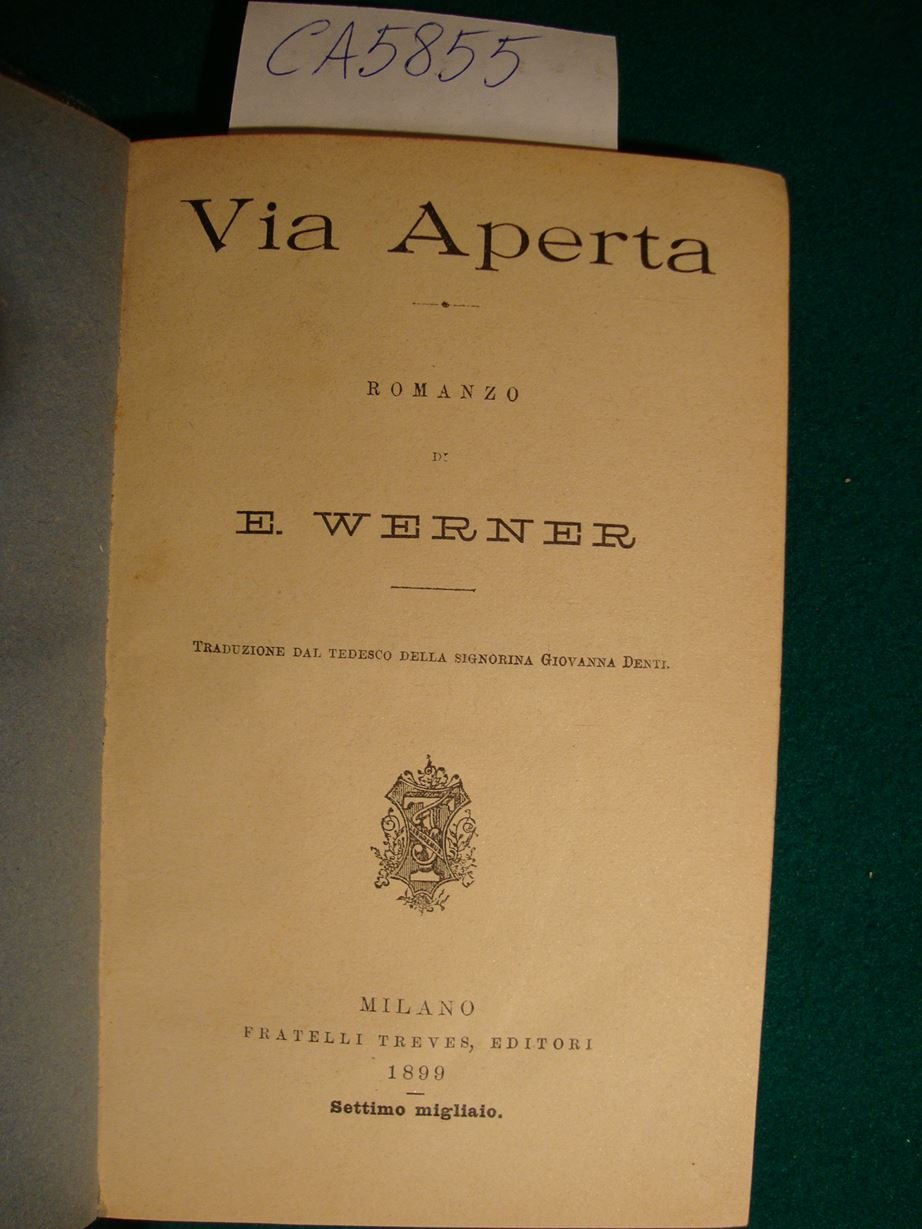 CA5855
Via Aperta
ROMANZO
DI
E. WERNER
TRADUZIONE DAL TEDESCO DELLA SIGNORINA GIOVANNA DENTI.
MILANO
FRATELLI TREVES, EDITORI
1899
Settimo migliaio.